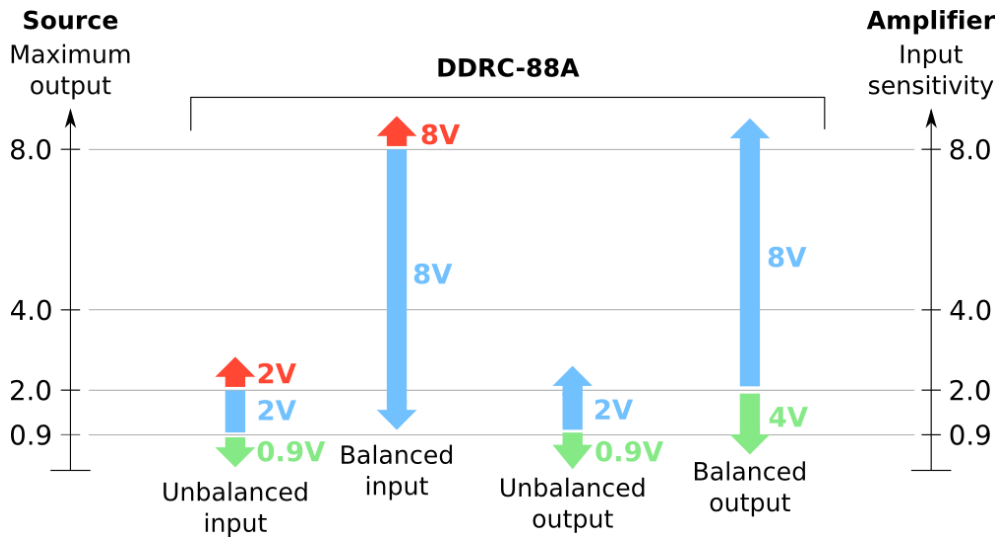 Source
Maximum
output
DDRC-88A
Amplifier
Input
sensitivity
8.0
8V
8.0
8V
8V
4.0
4.0
2V
2.0
2.0
2V
2V
4V
0.9
0.9
0.9V
0.9V
Balanced
input
Balanced
output
Unbalanced
input
Unbalanced
output